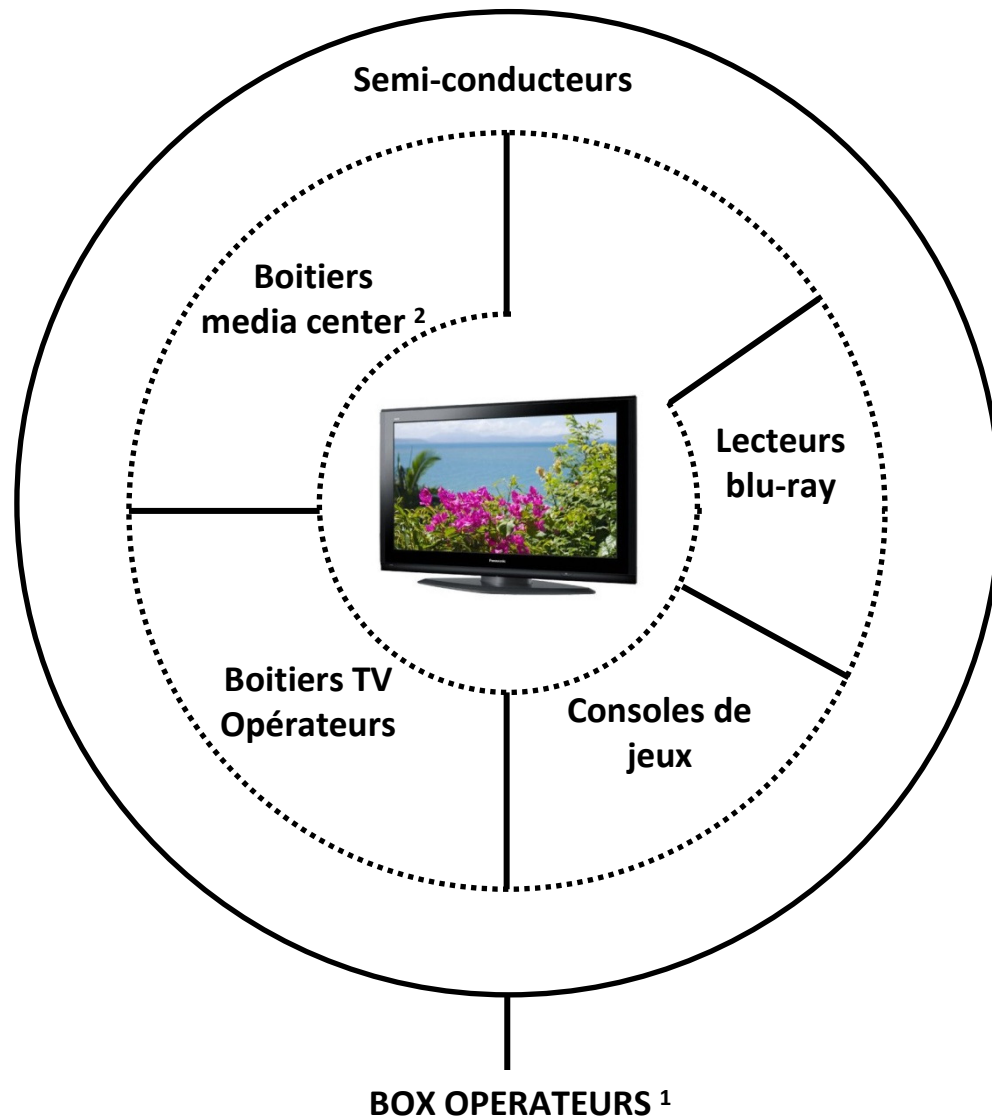 Semi-conducteurs
Boitiers
media center ²
Lecteurs
blu-ray
Boitiers TV
Opérateurs
Consoles de
jeux
BOX OPERATEURS ¹